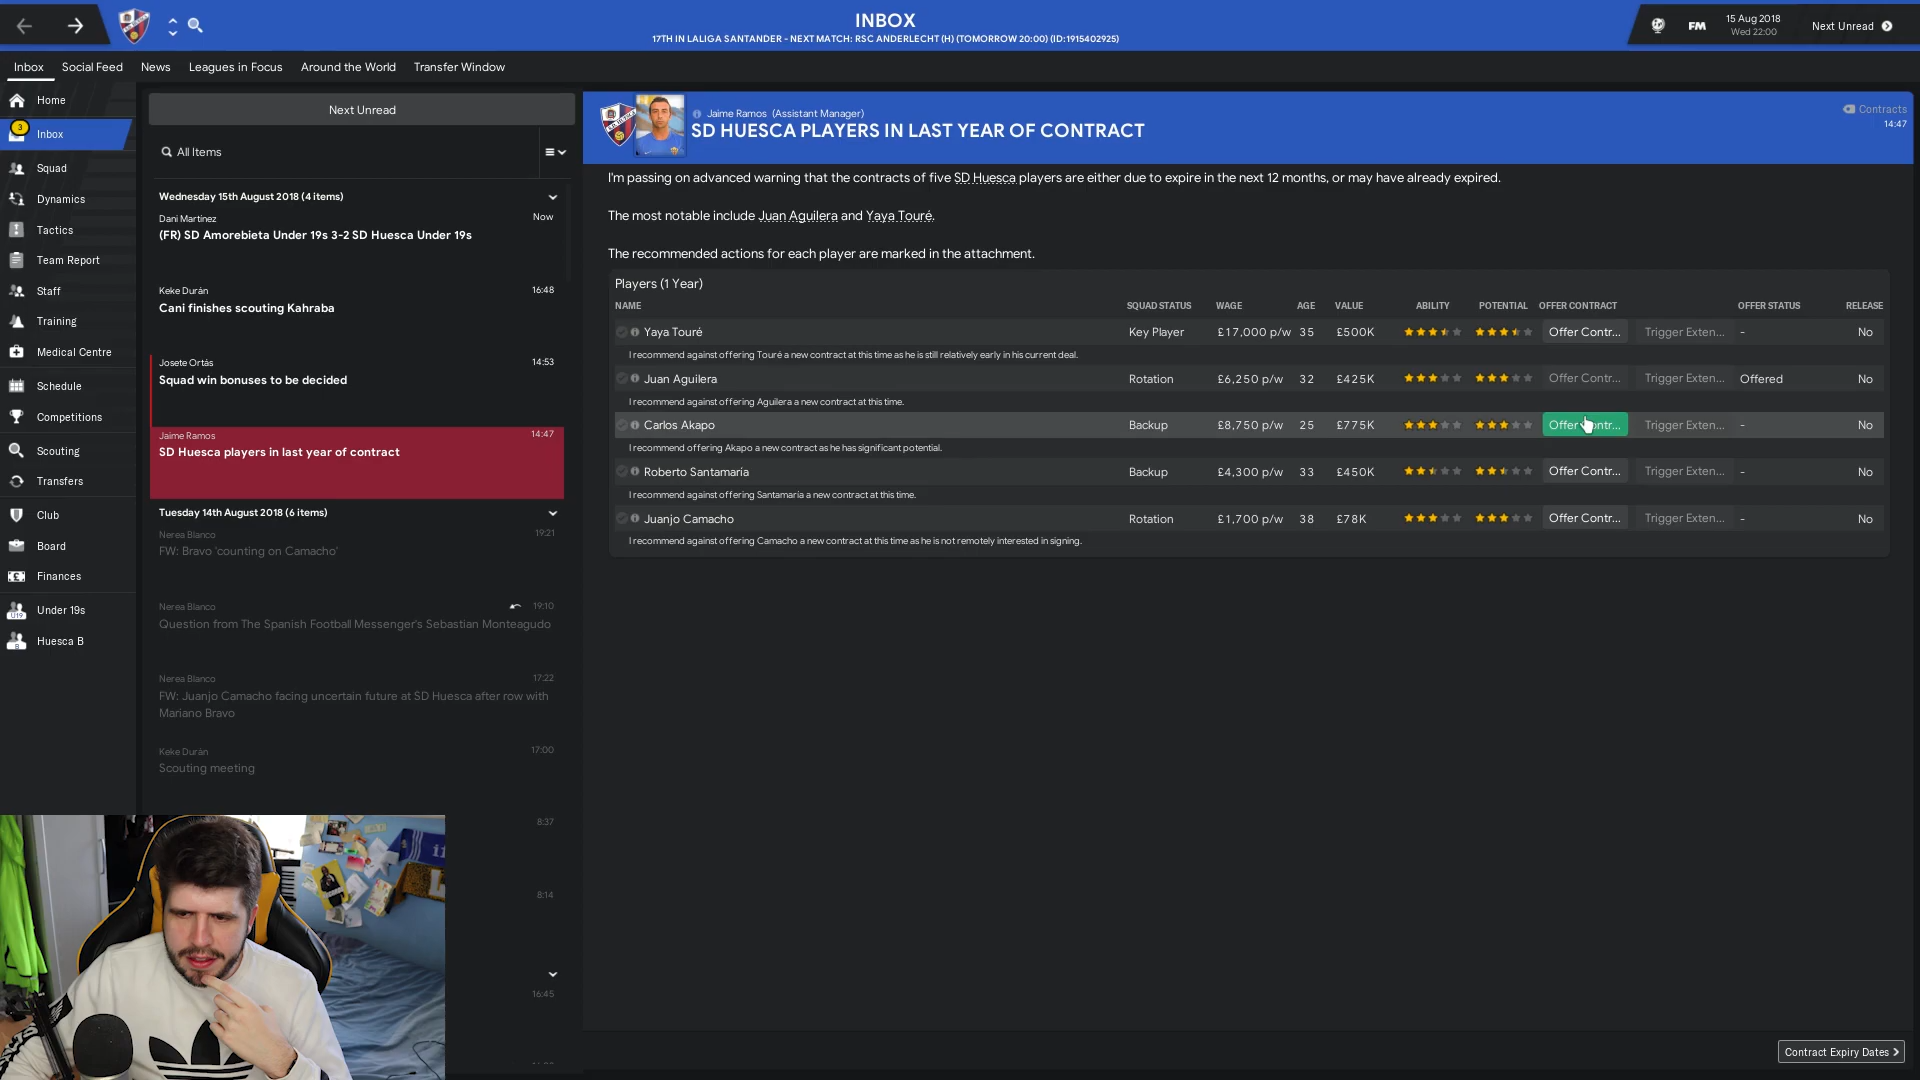 INBOX
17TH IN LALIGA SANTANDER - NEXT MATCH: RSC ANDERLECHT (H) (TOMORROW 20:00) (ID:1915402925)
FM
15 Aug 2018
Wed 22:00
Next Unread
Inbox Social Feed News Leagues in Focus Around the World Transfer Window
Home
3
Inbox
Squad
Dynamics
Tactics
Team Report
Staff
Training
Medical Centre
Schedule
Competitions
Scouting
Transfers
Club
Board
Finances
Under 19s
Huesca B
Next Unread
All Items
Wednesday 15th August 2018 (4 items)
Dani Martínez Now
(FR) SD Amorebieta Under 19s 3-2 SD Huesca Under 19s
Keke Durán 16:48
Cani finishes scouting Kahraba
Josete Ortás 14:53
Squad win bonuses to be decided
Jaime Ramos 14:47
SD Huesca players in last year of contract
Tuesday 14th August 2018 (6 items)
Nerea Blanco 19:21
FW: Bravo 'counting on Camacho'
Nerea Blanco 19:10
Question from The Spanish Football Messenger's Sebastian Monteagudo
Nerea Blanco 17:22
FW: Juanjo Camacho facing uncertain future at SD Huesca after row with
Mariano Bravo
Keke Durán 17:00
Scouting meeting
8:37
8:14
16:45
Jaime Ramos (Assistant Manager)
SD HUESCA PLAYERS IN LAST YEAR OF CONTRACT
Contracts
14:47
I'm passing on advanced warning that the contracts of five SD Huesca players are either due to expire in the next 12 months, or may have already expired.
The most notable include Juan Aguilera and Yaya Touré.
The recommended actions for each player are marked in the attachment.
Players (1 Year)
NAME SQUAD STATUS WAGE AGE VALUE ABILITY POTENTIAL OFFER CONTRACT OFFER STATUS RELEASE
Yaya Touré Key Player £17,000 p/w 35 £500K Offer Contr... Trigger Exten... - No
I recommend against offering Touré a new contract at this time as he is still relatively early in his current deal.
Juan Aguilera Rotation £6,250 p/w 32 £425K Offer Contr... Trigger Exten... Offered No
I recommend against offering Aguilera a new contract at this time.
Carlos Akapo Backup £8,750 p/w 25 £775K Offer Contr... Trigger Exten... - No
I recommend offering Akapo a new contract as he has significant potential.
Roberto Santamaría Backup £4,300 p/w 33 £450K Offer Contr... Trigger Exten... - No
I recommend against offering Santamaría a new contract at this time.
Juanjo Camacho Rotation £1,700 p/w 38 £78K Offer Contr... Trigger Exten... - No
I recommend against offering Camacho a new contract at this time as he is not remotely interested in signing.
Contract Expiry Dates